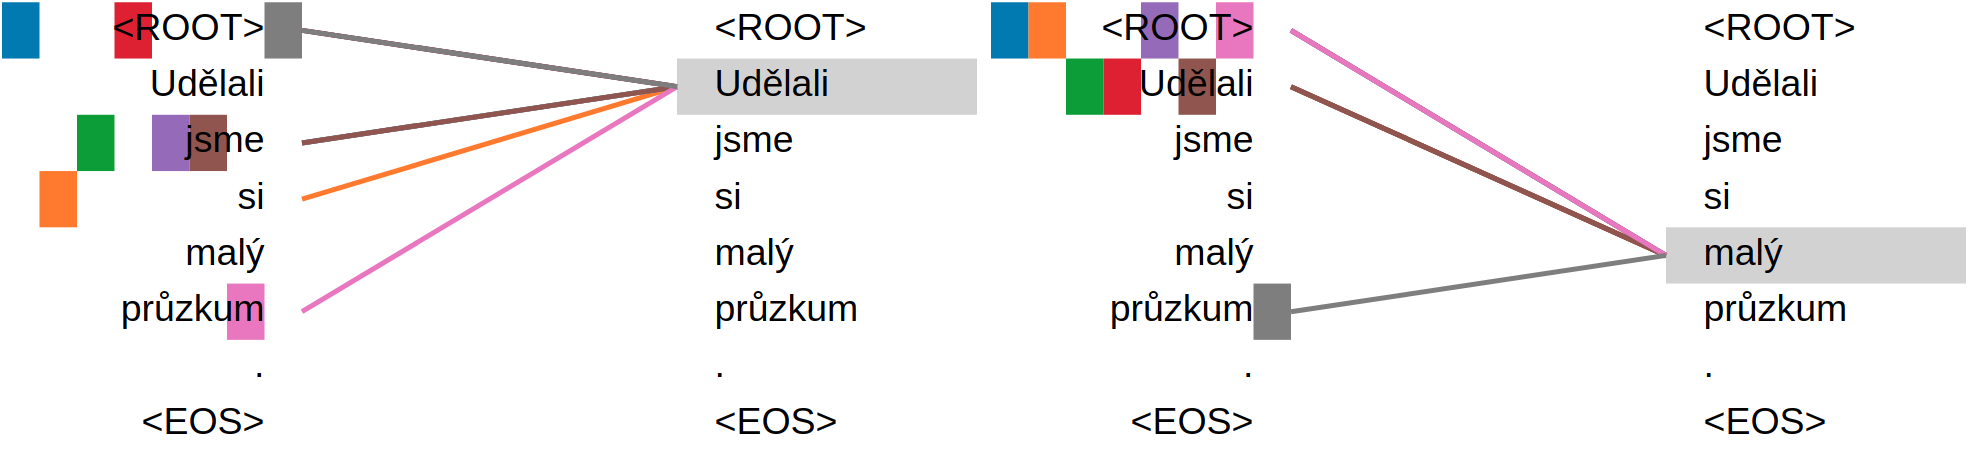 <ROOT> <ROOT> <ROOT> <ROOT>
Udělali Udělali Udělali Udělali
jsme jsme jsme jsme
si si si si
malý malý malý malý
průzkum průzkum průzkum průzkum
. . . .
<EOS> <EOS> <EOS> <EOS>